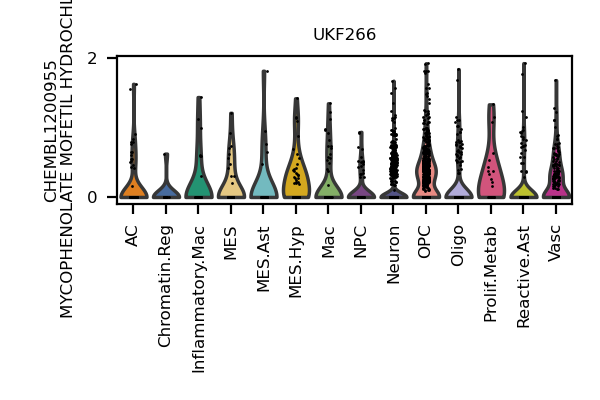 UKF266
CHEMBL1200955
MYCOPHENOLATE MOFETIL HYDROCHL
2
0
AC
Chromatin.Reg
Inflammatory.Mac
MES
MES.Ast
MES.Hyp
Mac
NPC
Neuron
OPC
Oligo
Prolif.Metab
Reactive.Ast
Vasc